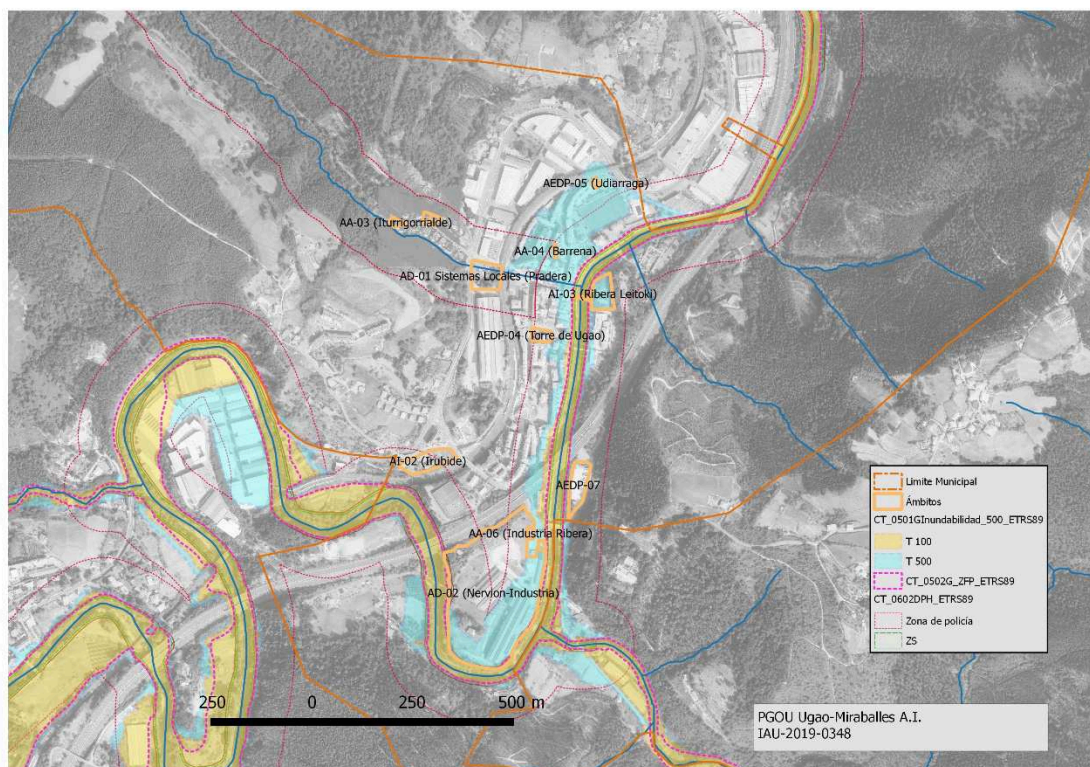 AEDP-05 (Udiarraga)
AA-03 (Iturrigorrialde)
AA-04 (Barrena)
AD-01 Sistemas Locales (Pradera)
AI-03 (Ribera Leitoki)
AEDP-04 (Torre de Ugao)
AI-02 (Irubide)
AEDP-07
AA-06 (Industria Ribera)
AD-02 (Nervion-Industria)
Limite Municipal
Ámbitos
CT_0501GInundabilidad_500_ETRS89
T 100
T 500
CT_0502G_ZFP_ETRS89
CT_0602DPH_ETRS89
Zona de policía
ZS
250 0 250 500 m
PGOU Ugao-Miraballes A.I.
IAU-2019-0348